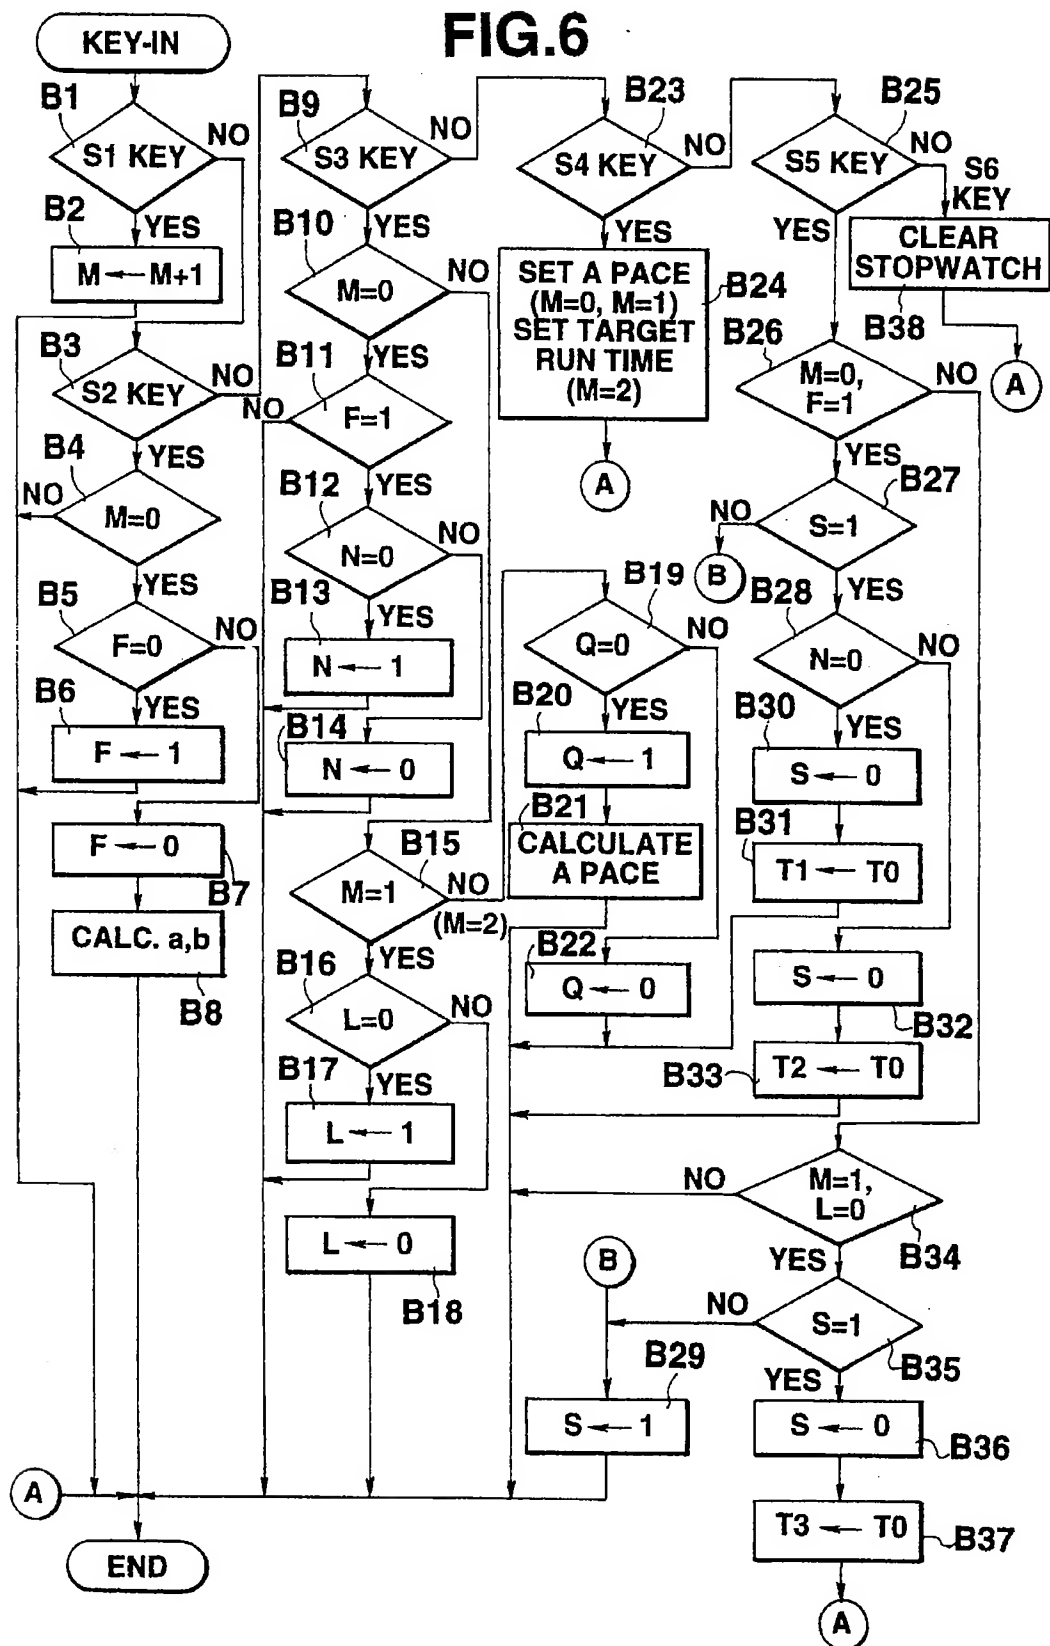 FIG.6
KEY-IN
B1
S1 KEY
NO
YES
B2
M ← M+1
B3
S2 KEY
NO
YES
B4
NO
M=0
YES
B5
F=0
NO
YES
B6
F ← 1
F ← 0
B7
CALC. a,b
B8
A
END
B9
S3 KEY
NO
YES
B10
M=0
NO
YES
B11
NO
F=1
YES
B12
N=0
NO
YES
B13
N ← 1
B14
N ← 0
B15
M=1
NO
(M=2)
YES
B16
L=0
NO
YES
B17
L ← 1
L ← 0
B18
B23
S4 KEY
NO
YES
SET A PACE
(M=0, M=1)
SET TARGET
RUN TIME
(M=2)
B24
A
B19
Q=0
NO
YES
B20
Q ← 1
B21
CALCULATE
A PACE
B22
Q ← 0
B
B29
S ← 1
B25
S5 KEY
NO
S6
KEY
YES
CLEAR
STOPWATCH
B38
A
B26
M=0,
F=1
NO
YES
B27
NO
S=1
B
YES
B28
N=0
NO
YES
B30
S ← 0
B31
T1 ← T0
S ← 0
B32
B33
T2 ← T0
NO
M=1,
L=0
B34
YES
NO
S=1
B35
YES
S ← 0
B36
T3 ← T0
B37
A